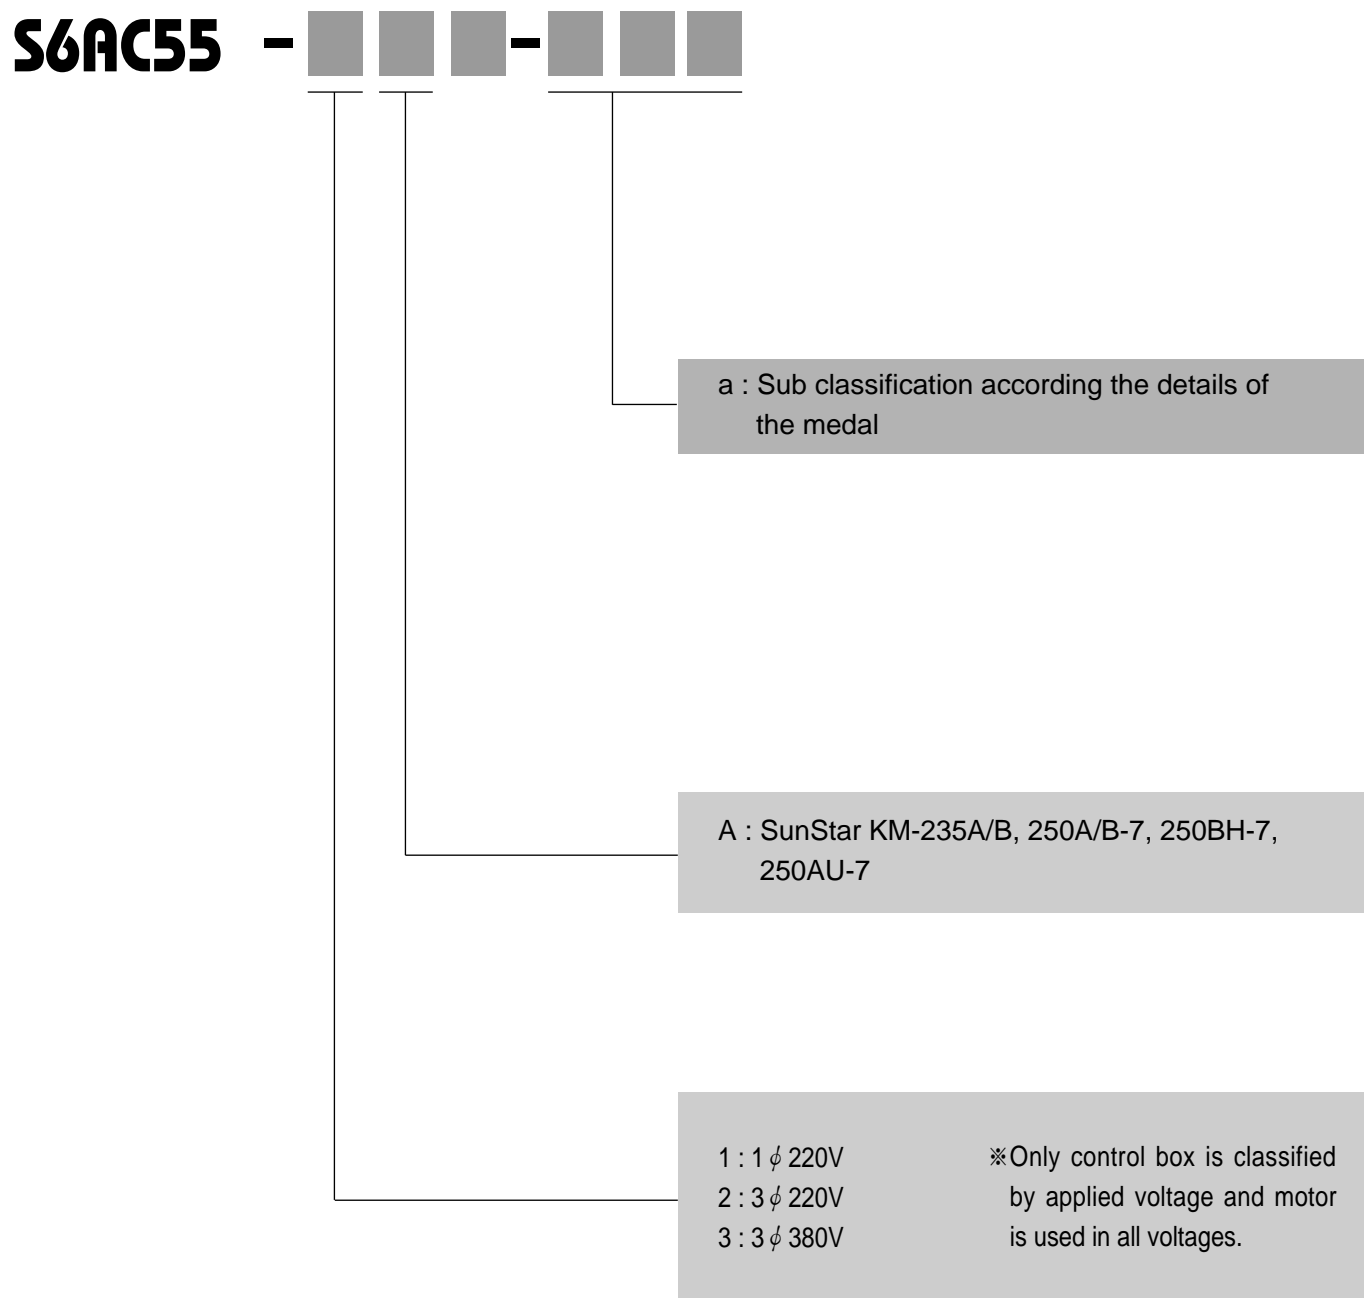 S6AC55 - -
a : Sub classification according the details of
the medal
A : SunStar KM-235A/B, 250A/B-7, 250BH-7,
250AU-7
1 : 1 ϕ 220V
2 : 3 ϕ 220V
3 : 3 ϕ 380V
※Only control box is classified
by applied voltage and motor
is used in all voltages.